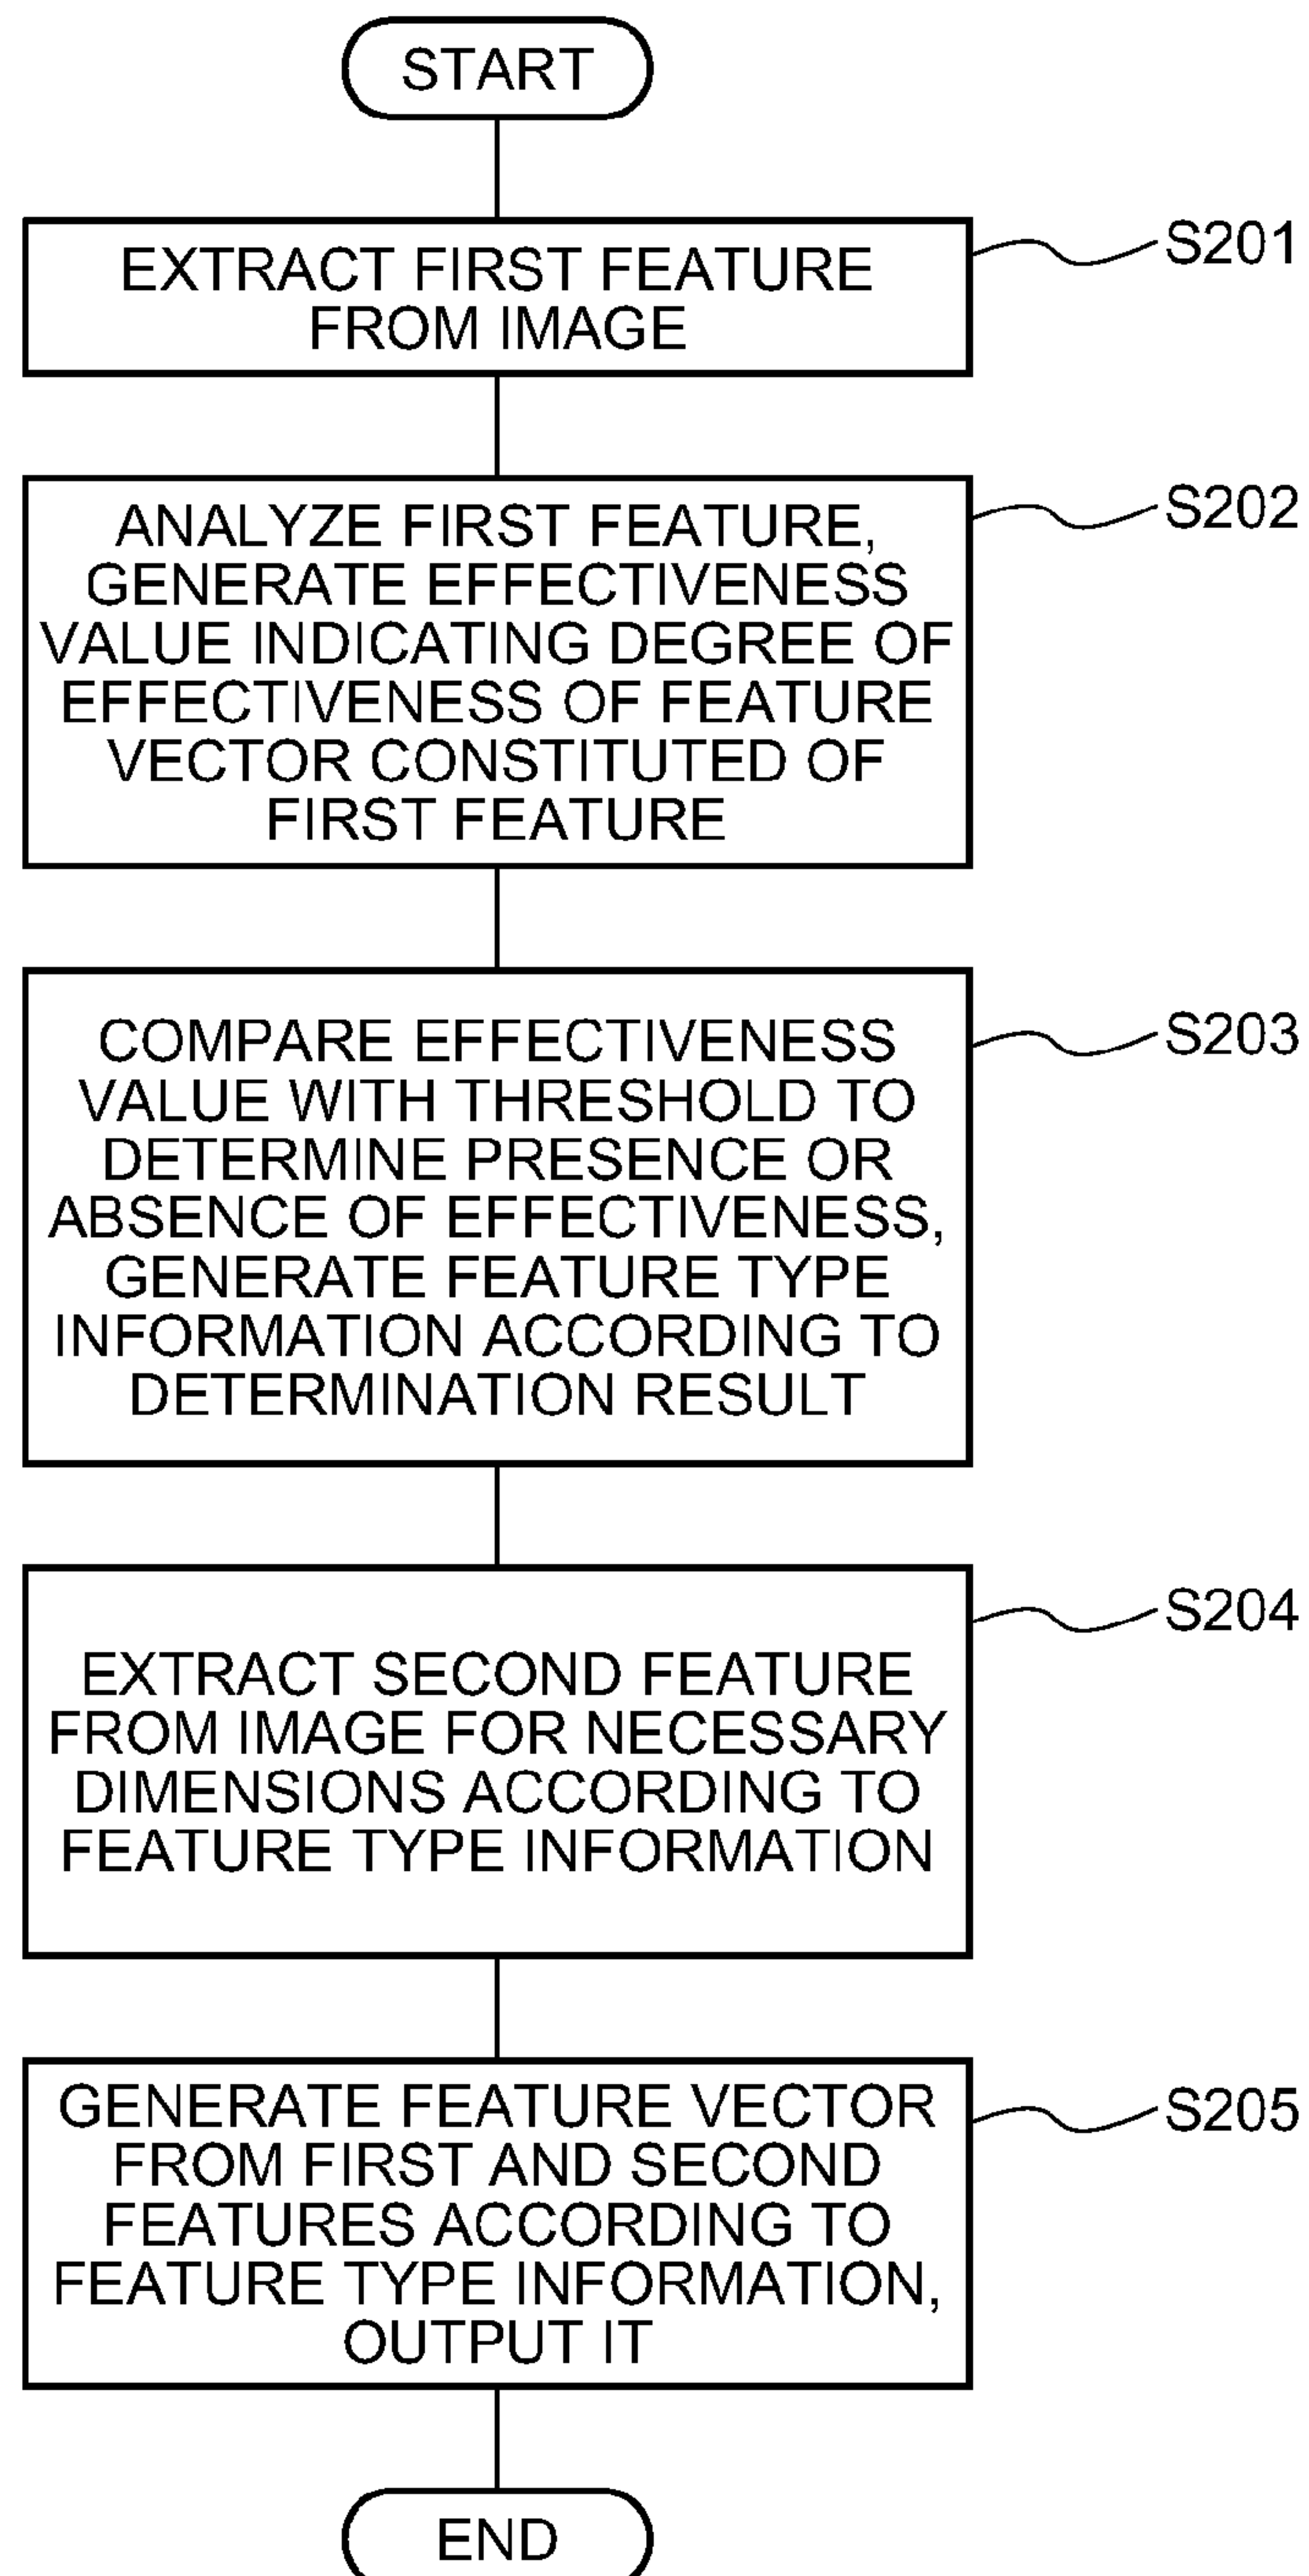 START
EXTRACT FIRST FEATURE
FROM IMAGE
S201
ANALYZE FIRST FEATURE,
GENERATE EFFECTIVENESS
VALUE INDICATING DEGREE OF
EFFECTIVENESS OF FEATURE
VECTOR CONSTITUTED OF
FIRST FEATURE
S202
COMPARE EFFECTIVENESS
VALUE WITH THRESHOLD TO
DETERMINE PRESENCE OR
ABSENCE OF EFFECTIVENESS,
GENERATE FEATURE TYPE
INFORMATION ACCORDING TO
DETERMINATION RESULT
S203
EXTRACT SECOND FEATURE
FROM IMAGE FOR NECESSARY
DIMENSIONS ACCORDING TO
FEATURE TYPE INFORMATION
S204
GENERATE FEATURE VECTOR
FROM FIRST AND SECOND
FEATURES ACCORDING TO
FEATURE TYPE INFORMATION,
OUTPUT IT
S205
END